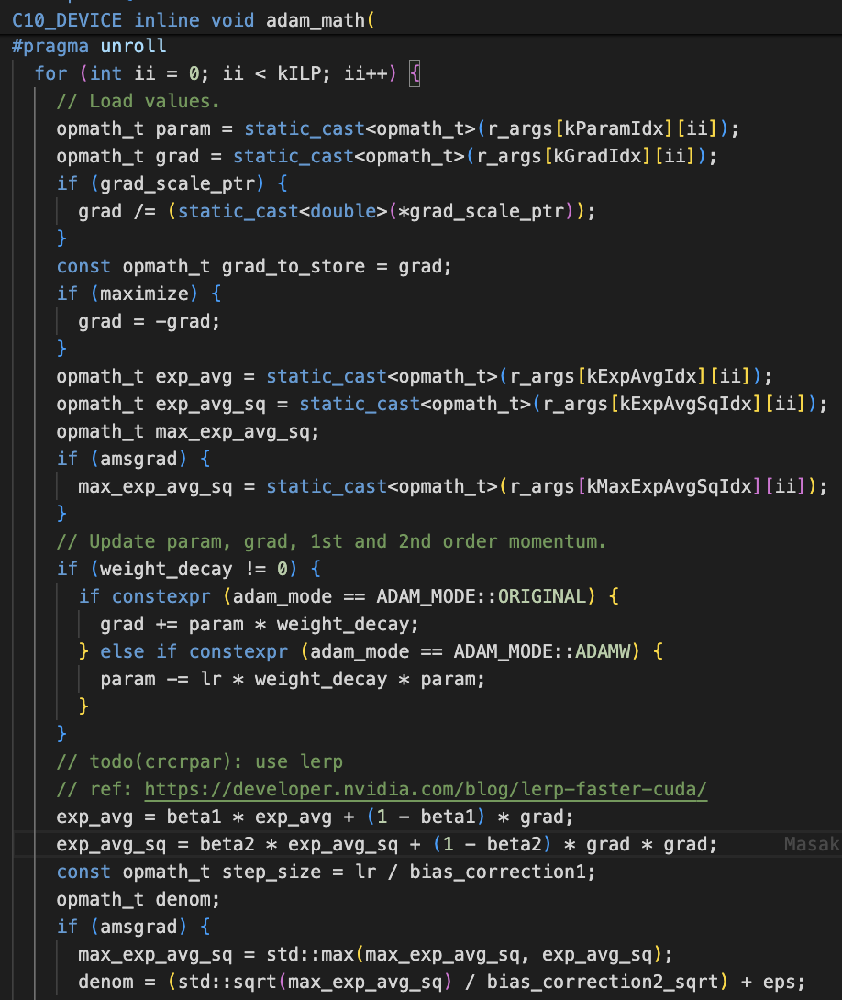 C10_DEVICE inline void adam_math(
#pragma unroll
for (int ii = 0; ii < kILP; ii++) {
// Load values.
opmath_t param = static_cast<opmath_t>(r_args[kParamIdx][ii]);
opmath_t grad = static_cast<opmath_t>(r_args[kGradIdx][ii]);
if (grad_scale_ptr) {
grad /= (static_cast<double>(*grad_scale_ptr));
}
const opmath_t grad_to_store = grad;
if (maximize) {
grad = -grad;
}
opmath_t exp_avg = static_cast<opmath_t>(r_args[kExpAvgIdx][ii]);
opmath_t exp_avg_sq = static_cast<opmath_t>(r_args[kExpAvgSqIdx][ii]);
opmath_t max_exp_avg_sq;
if (amsgrad) {
max_exp_avg_sq = static_cast<opmath_t>(r_args[kMaxExpAvgSqIdx][ii]);
}
// Update param, grad, 1st and 2nd order momentum.
if (weight_decay != 0) {
if constexpr (adam_mode == ADAM_MODE::ORIGINAL) {
grad += param * weight_decay;
} else if constexpr (adam_mode == ADAM_MODE::ADAMW) {
param -= lr * weight_decay * param;
}
}
// todo(crcrpar): use lerp
// ref: https://developer.nvidia.com/blog/lerp-faster-cuda/
exp_avg = beta1 * exp_avg + (1 - beta1) * grad;
exp_avg_sq = beta2 * exp_avg_sq + (1 - beta2) * grad * grad; Masak
const opmath_t step_size = lr / bias_correction1;
opmath_t denom;
if (amsgrad) {
max_exp_avg_sq = std::max(max_exp_avg_sq, exp_avg_sq);
denom = (std::sqrt(max_exp_avg_sq) / bias_correction2_sqrt) + eps;